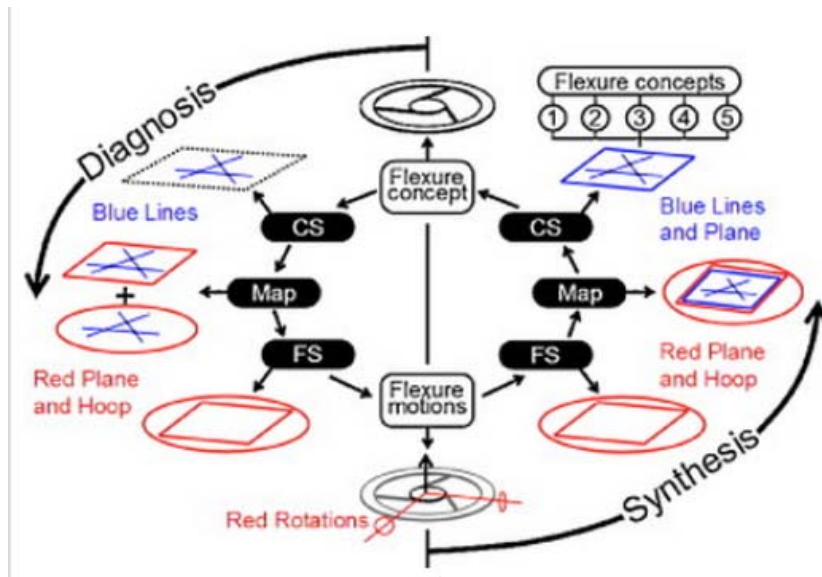 Diagnosis
Flexure concepts
1 2 3 4 5
Flexure
concept
Blue Lines
CS
CS
Blue Lines
and Plane
Map
Map
+
FS
FS
Red Plane
and Hoop
Red Plane
and Hoop
Flexure
motions
Red Rotations
Synthesis